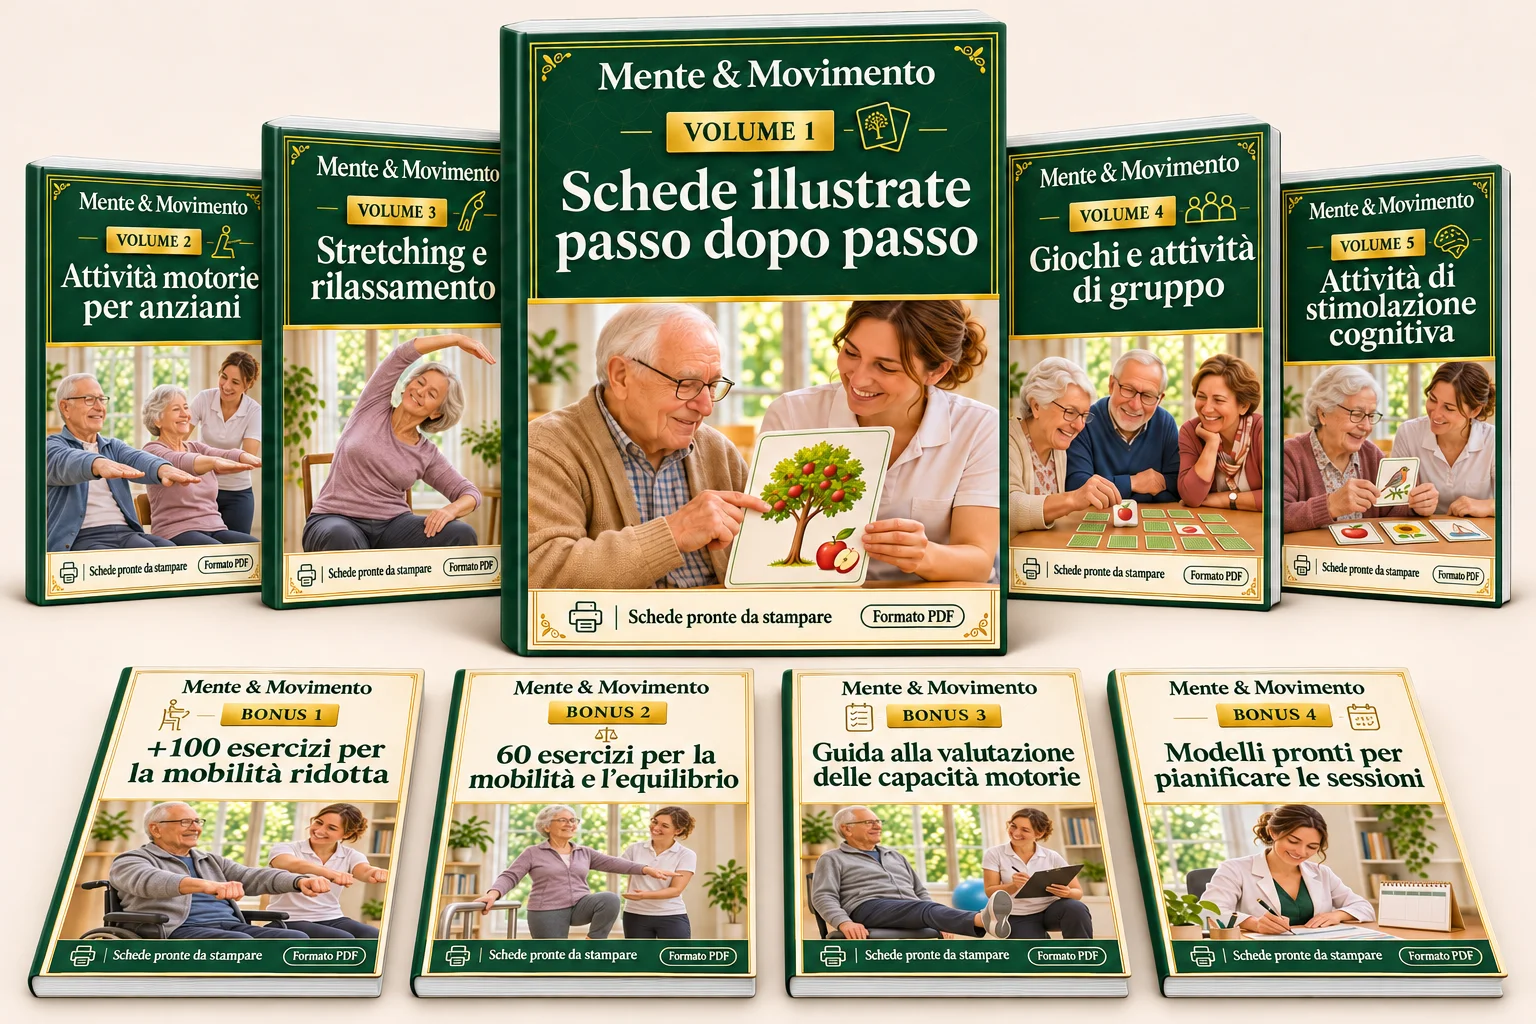 Mente & Movimento
VOLUME 2
Attività motorie
per anziani
Schede pronte da stampare
Formato PDF
Mente & Movimento
VOLUME 3
Stretching e
rilassamento
Schede pronte da stampare
Formato PDF
Mente & Movimento
VOLUME 1
Schede illustrate
passo dopo passo
Schede pronte da stampare
Formato PDF
Mente & Movimento
VOLUME 4
Giochi e attività
di gruppo
Schede pronte da stampare
Formato PDF
Mente & Movimento
VOLUME 5
Attività di
stimolazione
cognitiva
Schede pronte da stampare
Formato PDF
Mente & Movimento
BONUS 1
+100 esercizi per
la mobilità ridotta
Schede pronte da stampare
Formato PDF
Mente & Movimento
BONUS 2
60 esercizi per la
mobilità e l'equilibrio
Schede pronte da stampare
Formato PDF
Mente & Movimento
BONUS 3
Guida alla valutazione
delle capacità motorie
Schede pronte da stampare
Formato PDF
Mente & Movimento
BONUS 4
Modelli pronti per
pianificare le sessioni
Schede pronte da stampare
Formato PDF